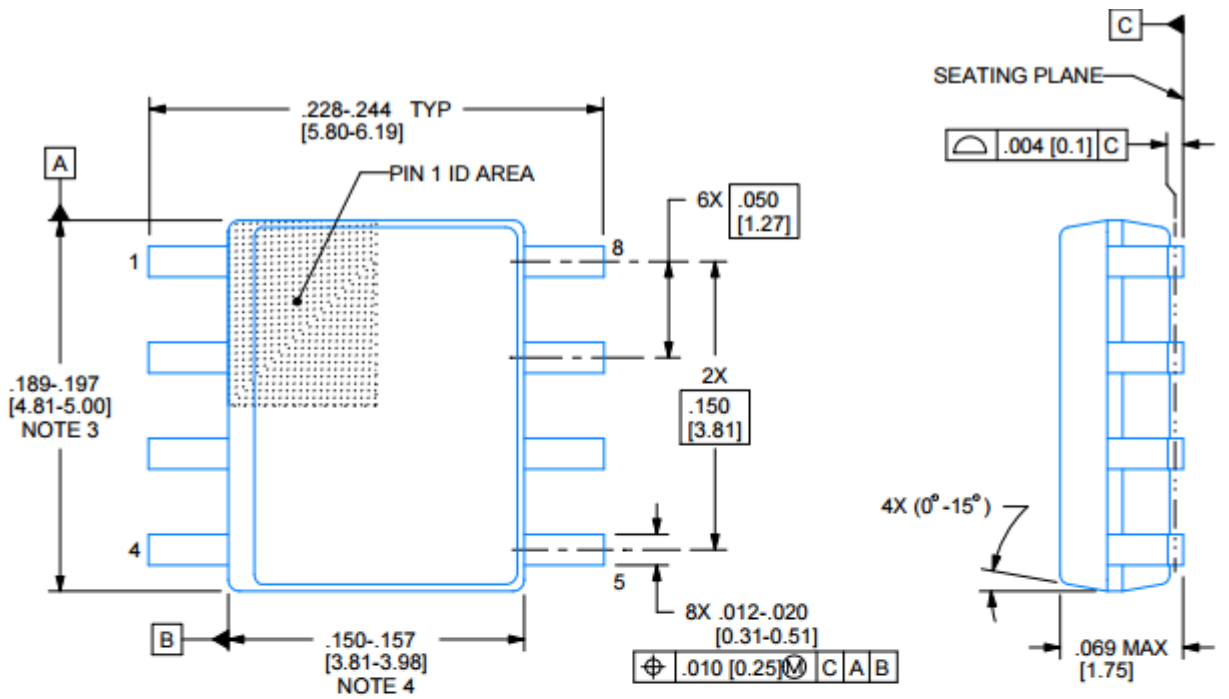 C
SEATING PLANE
.004 [0.1] C
.228-.244 TYP
[5.80-6.19]
A
PIN 1 ID AREA
6X .050
[1.27]
1
8
2X
.150
[3.81]
.189-.197
[4.81-5.00]
NOTE 3
4X (0°-15°)
4
5
8X .012-.020
[0.31-0.51]
.010 [0.25]Ⓜ C A B
B
.150-.157
[3.81-3.98]
NOTE 4
.069 MAX
[1.75]